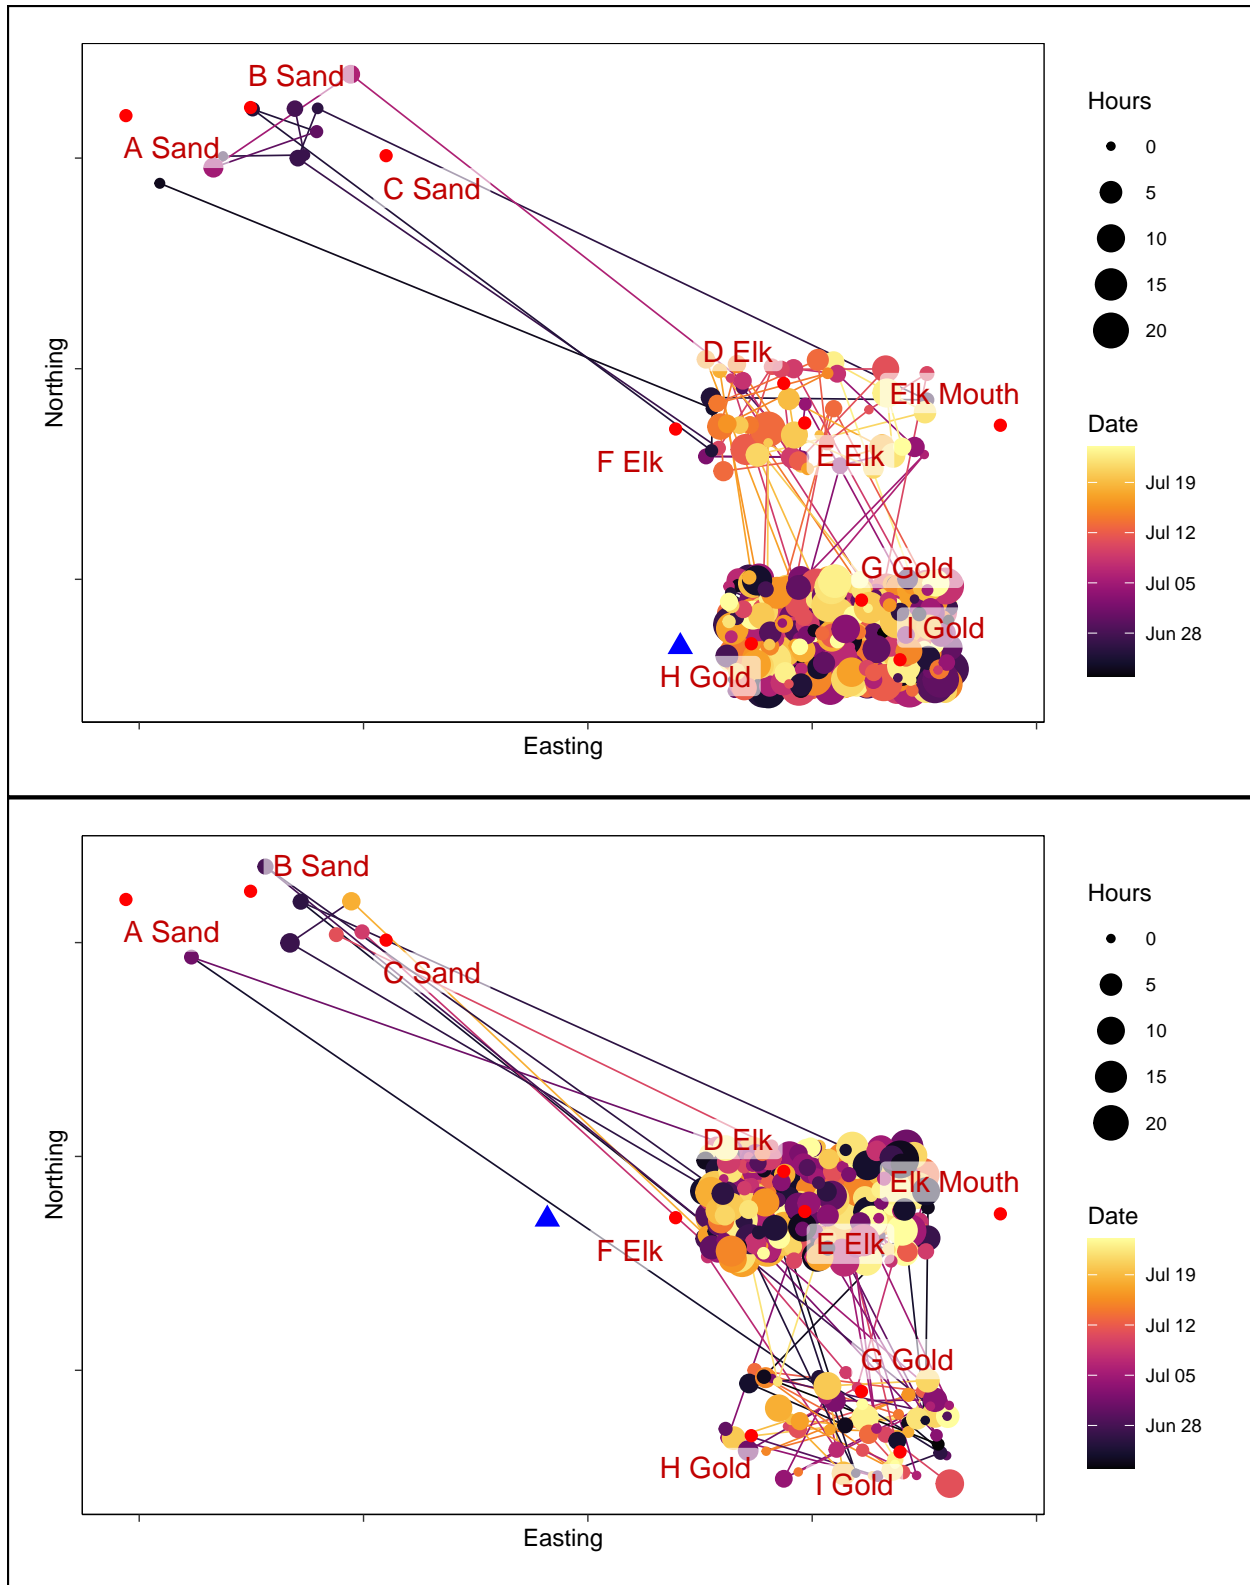 B Sand
A Sand
C Sand
D Elk
Elk Mouth
F Elk
E Elk
G Gold
I Gold
H Gold
Northing
Easting
Hours
0
5
10
15
20
Date
Jul 19
Jul 12
Jul 05
Jun 28
B Sand
A Sand
C Sand
D Elk
Elk Mouth
F Elk
E Elk
G Gold
H Gold
I Gold
Northing
Easting
Hours
0
5
10
15
20
Date
Jul 19
Jul 12
Jul 05
Jun 28